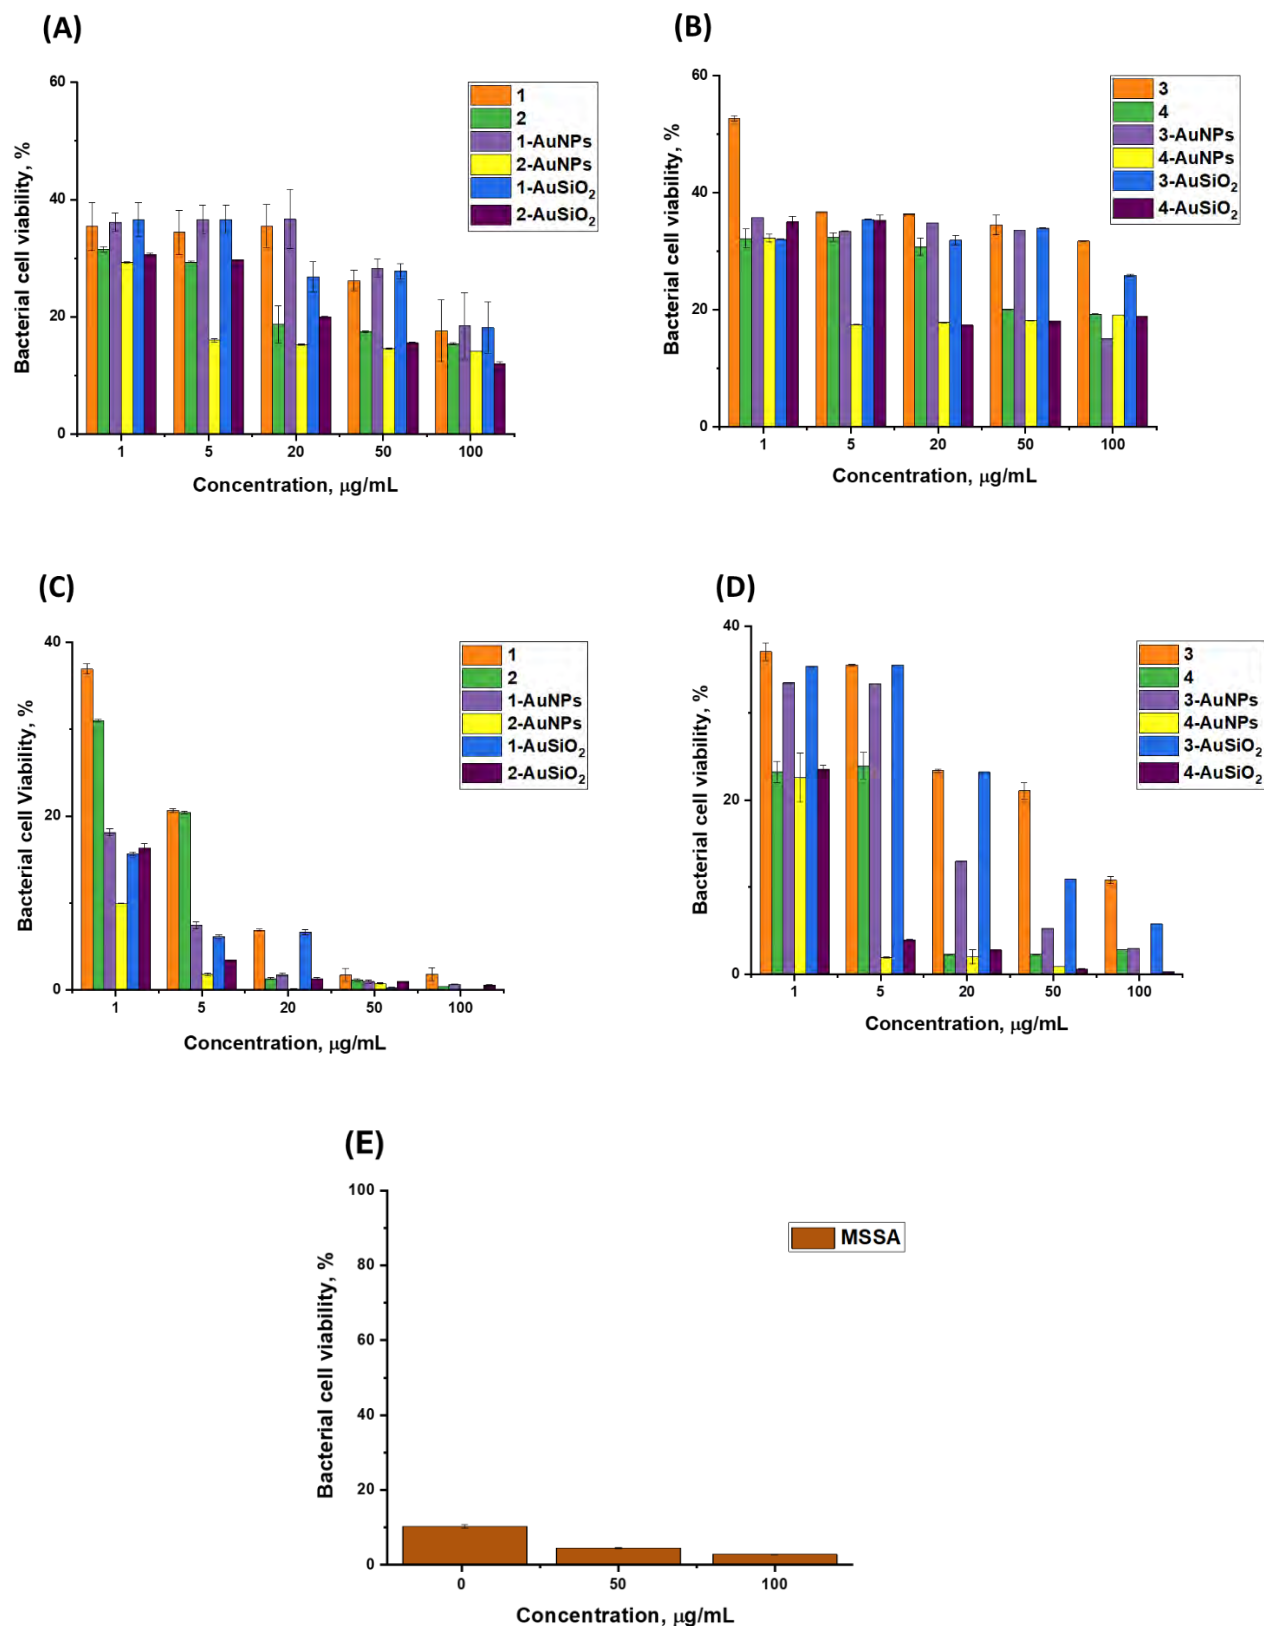 (A)
60
40
20
0
Bacterial cell viability, %
1
2
1-AuNPs
2-AuNPs
1-AuSiO₂
2-AuSiO₂
1 5 20 50 100
Concentration, µg/mL
(B)
60
40
20
0
Bacterial cell viability, %
3
4
3-AuNPs
4-AuNPs
3-AuSiO₂
4-AuSiO₂
1 5 20 50 100
Concentration, µg/mL
(C)
40
20
0
Bacterial cell Viability, %
1
2
1-AuNPs
2-AuNPs
1-AuSiO₂
2-AuSiO₂
1 5 20 50 100
Concentration, µg/mL
(D)
40
20
0
Bacterial cell viability, %
3
4
3-AuNPs
4-AuNPs
3-AuSiO₂
4-AuSiO₂
1 5 20 50 100
Concentration, µg/mL
(E)
100
80
60
40
20
0
Bacterial cell viability, %
MSSA
0 50 100
Concentration, µg/mL